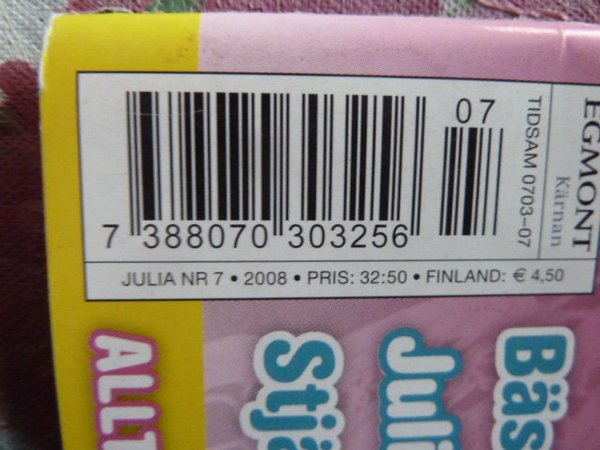 07
7 388070 303256
TIDSAM 0703-07
EGMONT
Kärnan
JULIA NR 7 • 2008 • PRIS: 32:50 • FINLAND: € 4,50